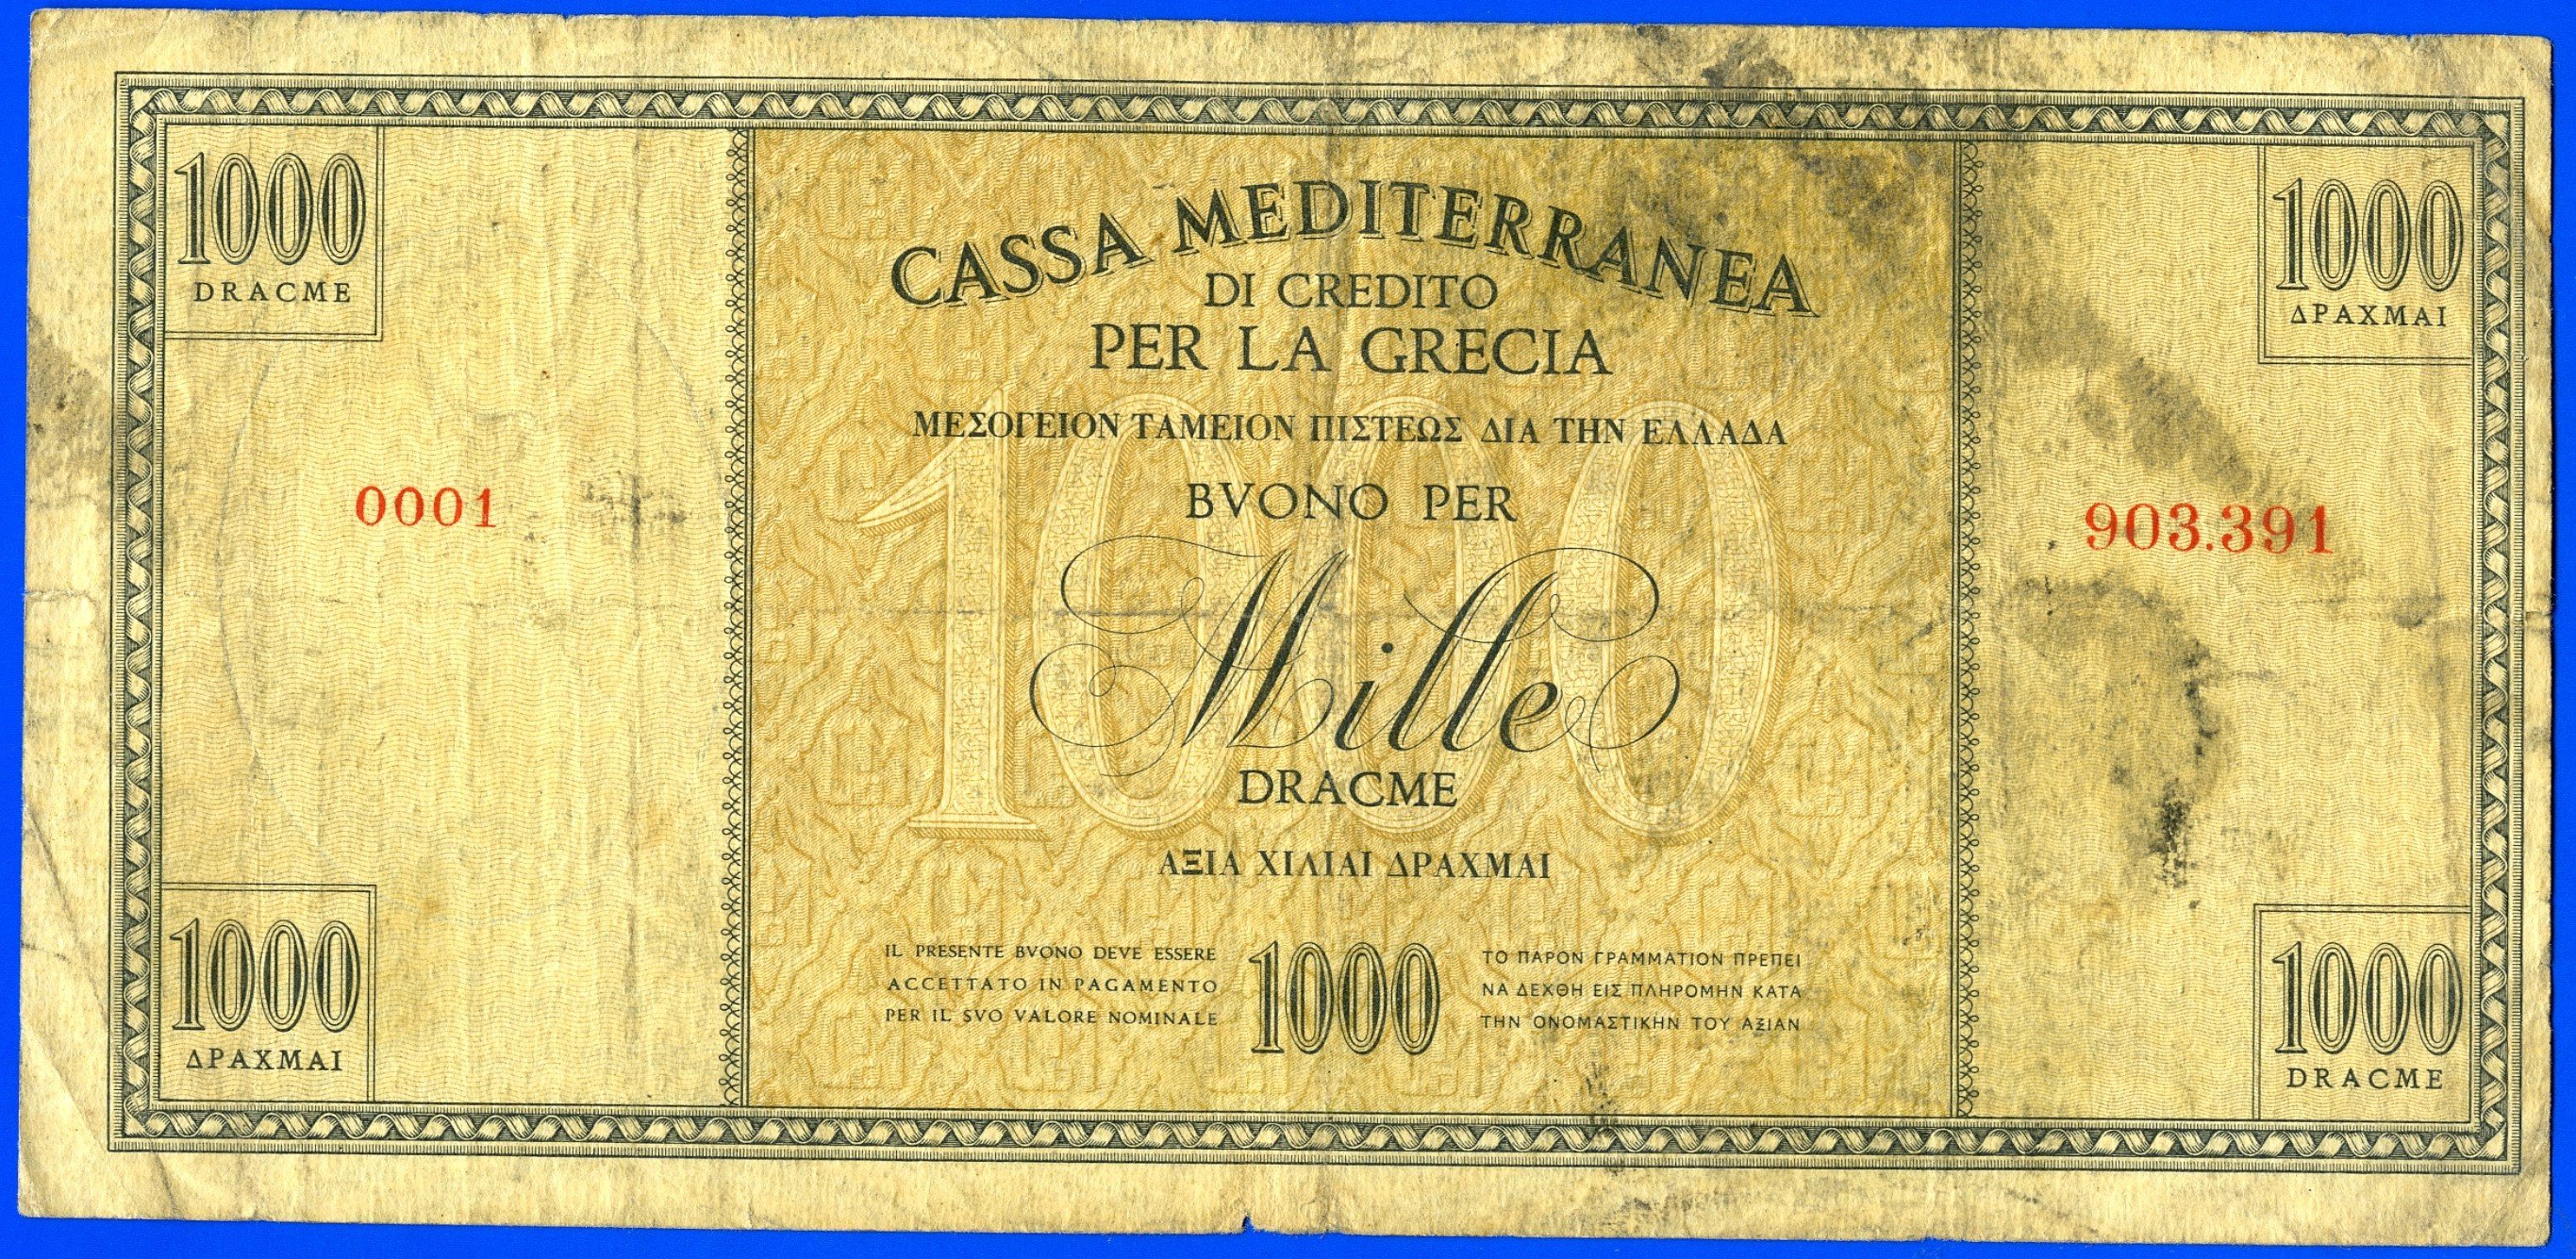 1000
DRACME
1000
ΔΡΑΧΜΑΙ
CASSA MEDITERRANEA
DI CREDITO
PER LA GRECIA
ΜΕΣΟΓΕΙΟΝ ΤΑΜΕΙΟΝ ΠΙΣΤΕΩΣ ΔΙΑ ΤΗΝ ΕΛΛΑΔΑ
0001
BVONO PER
903.391
1000
Mille
DRACME
ΑΞΙΑ ΧΙΛΙΑΙ ΔΡΑΧΜΑΙ
1000
ΔΡΑΧΜΑΙ
IL PRESENTE BVONO DEVE ESSERE
ACCETTATO IN PAGAMENTO
PER IL SVO VALORE NOMINALE
1000
ΤΟ ΠΑΡΟΝ ΓΡΑΜΜΑΤΙΟΝ ΠΡΕΠΕΙ
ΝΑ ΔΕΧΘΗ ΕΙΣ ΠΛΗΡΟΜΗΝ ΚΑΤΑ
ΤΗΝ ΟΝΟΜΑΣΤΙΚΗΝ ΤΟΥ ΑΞΙΑΝ
1000
DRACME